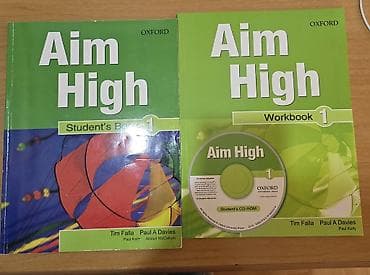 OXFORD
Aim
High
Student's Book 1
Tim Falla Paul A Davies
Paul Kelly
OXFORD
Aim
High
Workbook 1
Aim High
1
OXFORD
Student's CD-ROM
Tim Falla Paul A Davies
Paul Kelly